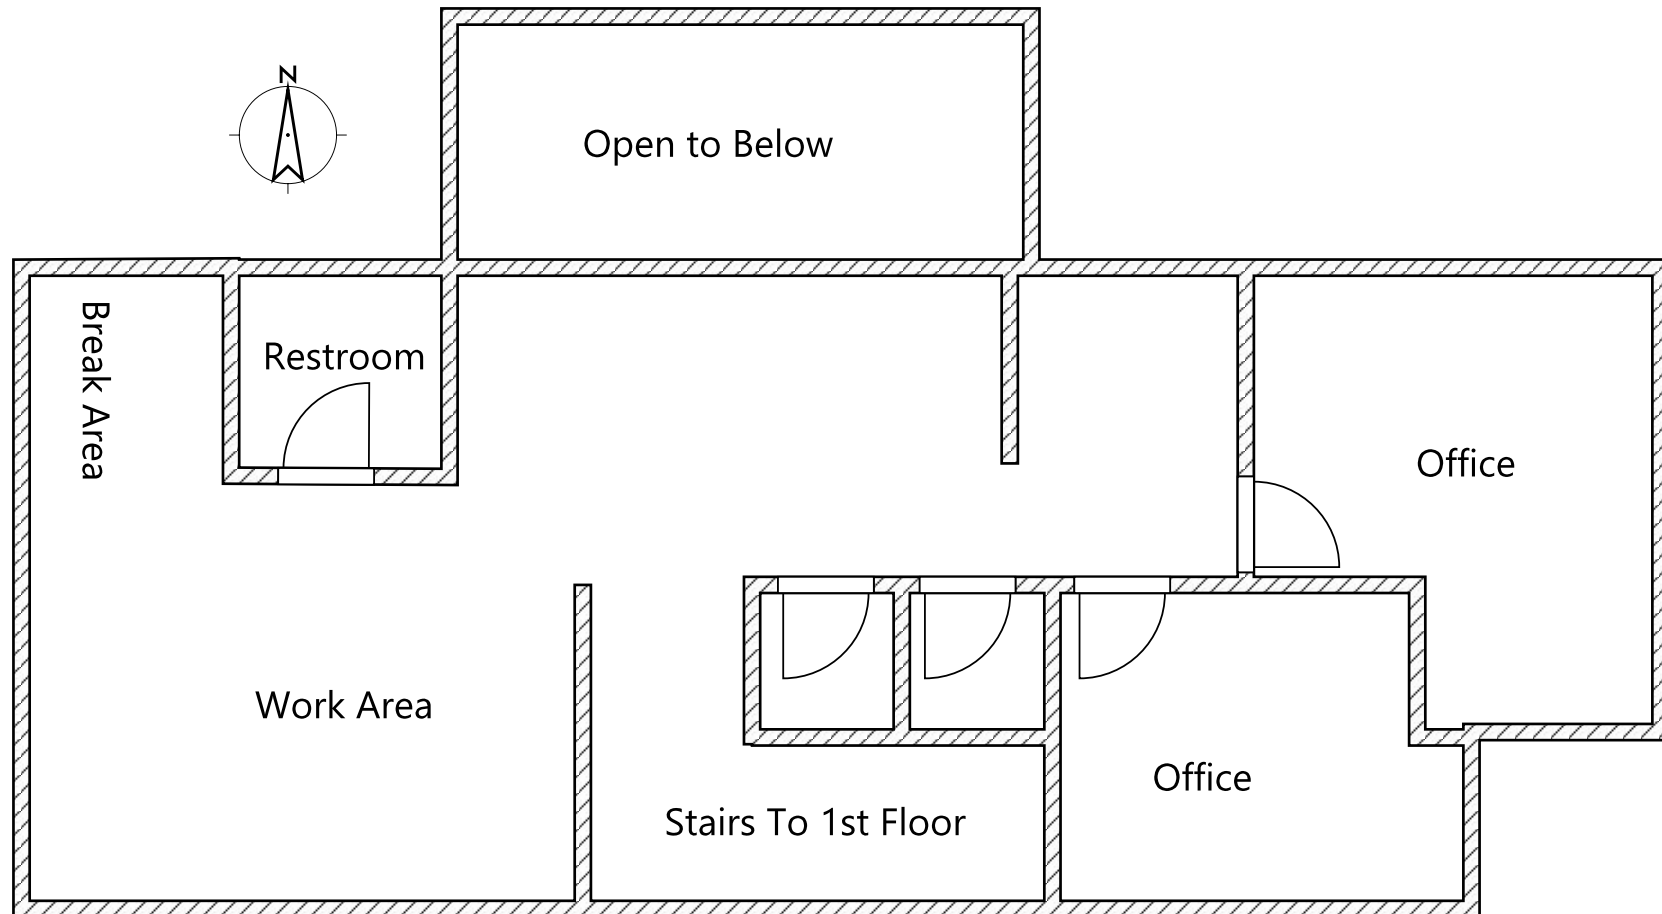 N
Open to Below
Break Area
Restroom
Office
Work Area
Office
Stairs To 1st Floor